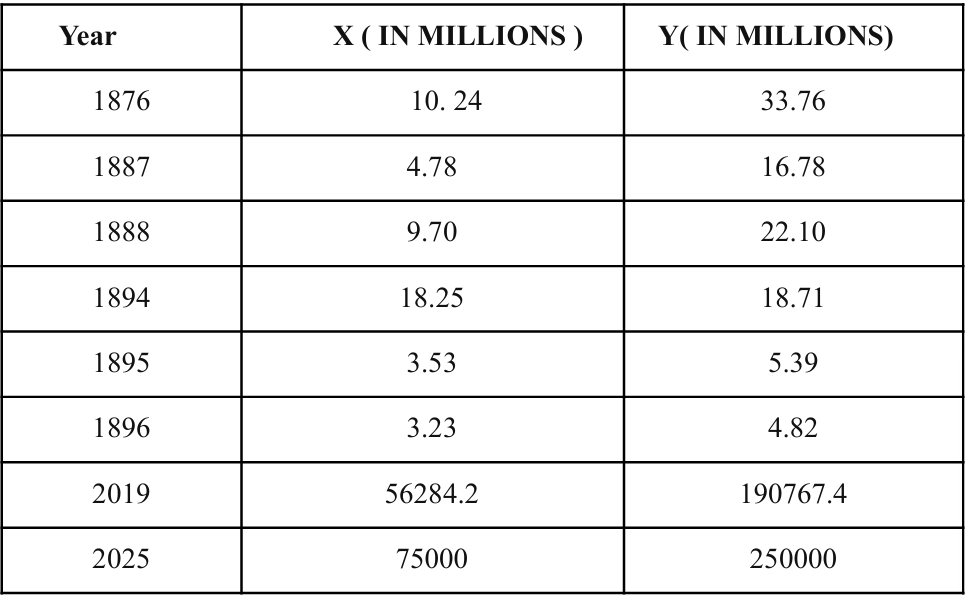 Year X ( IN MILLIONS ) Y( IN MILLIONS)
1876 10. 24 33.76
1887 4.78 16.78
1888 9.70 22.10
1894 18.25 18.71
1895 3.53 5.39
1896 3.23 4.82
2019 56284.2 190767.4
2025 75000 250000